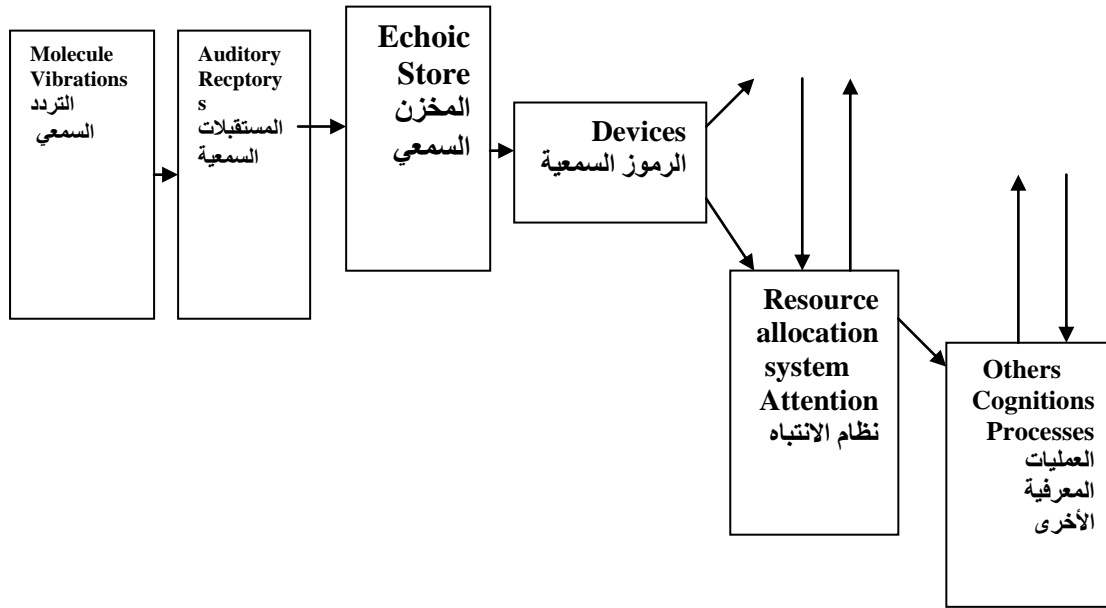 Molecule
Vibrations
التردد
السمعي
Auditory
Recptory
s
المستقبلات
السمعية
Echoic
Store
المخزن
السمعي
Devices
الرموز السمعية
Resource
allocation
system
Attention
نظام الانتباه
Others
Cognitions
Processes
العمليات
المعرفية
الأخرى